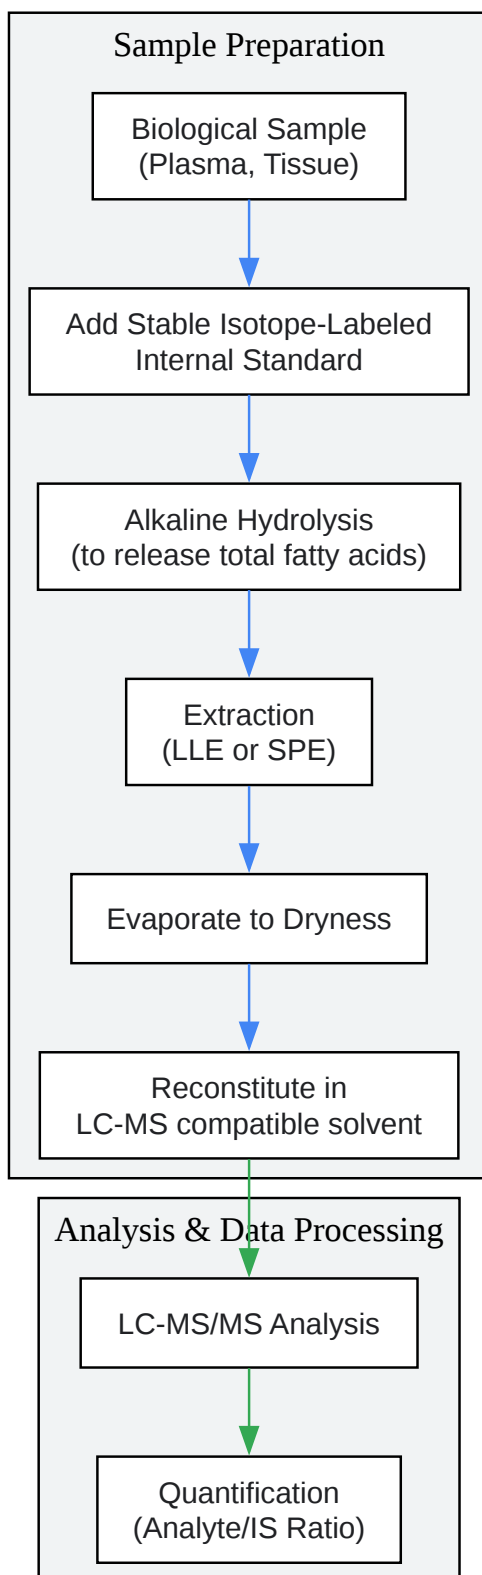 Sample Preparation
Biological Sample
(Plasma, Tissue)
Add Stable Isotope-Labeled
Internal Standard
Alkaline Hydrolysis
(to release total fatty acids)
Extraction
(LLE or SPE)
Evaporate to Dryness
Reconstitute in
LC-MS compatible solvent
Analysis & Data Processing
LC-MS/MS Analysis
Quantification
(Analyte/IS Ratio)